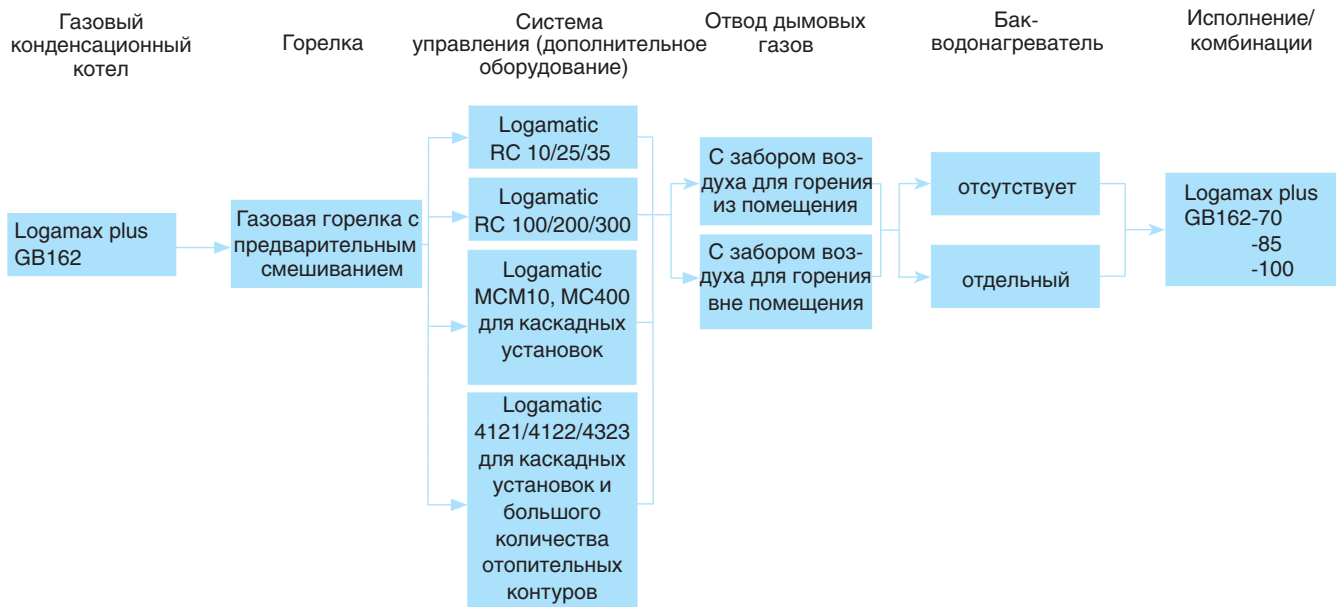 Газовый
конденсационный
котел
Горелка
Система
управления (дополнительное
оборудование)
Отвод дымовых
газов
Бак-
водонагреватель
Исполнение/
комбинации
Logamax plus
GB162
Газовая горелка с
предварительным
смешиванием
Logamatic
RC 10/25/35
Logamatic
RC 100/200/300
Logamatic
MCM10, MC400
для каскадных
установок
Logamatic
4121/4122/4323
для каскадных
установок и
большого
количества
отопительных
контуров
С забором воз-
духа для горения
из помещения
С забором воз-
духа для горения
вне помещения
отсутствует
отдельный
Logamax plus
GB162-70
-85
-100